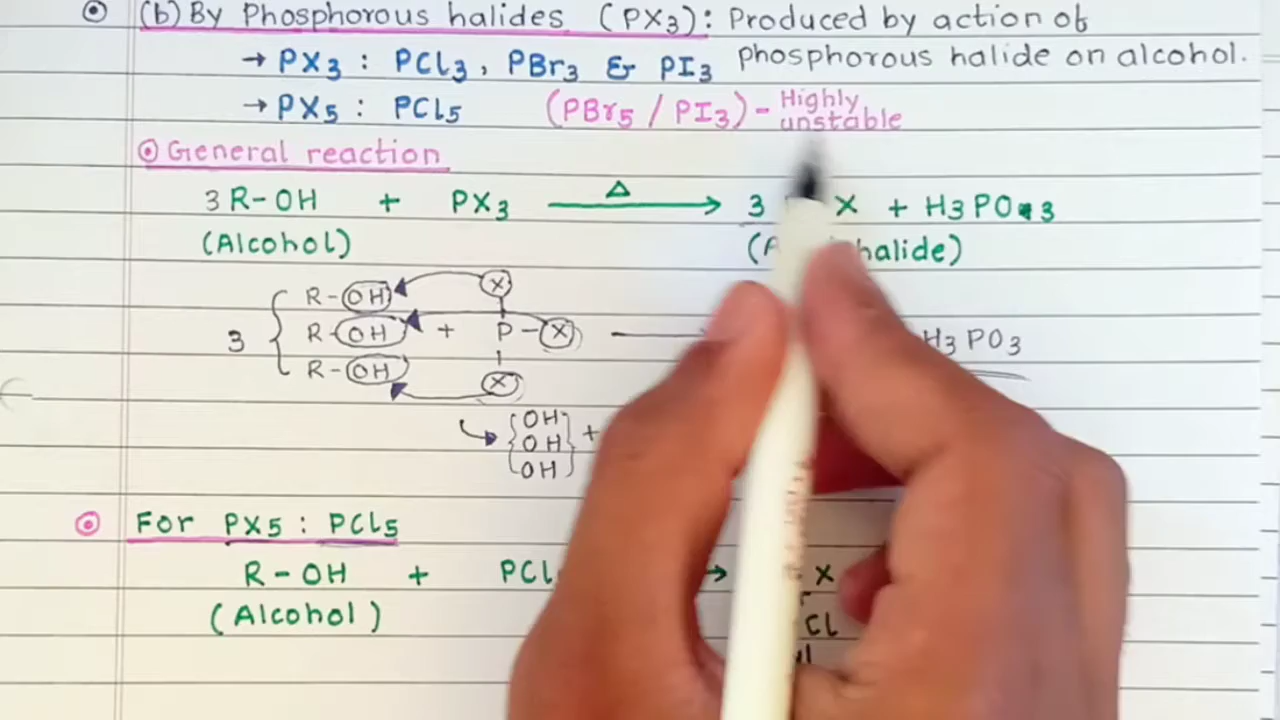 (b) By Phosphorous halides (PX3): Produced by action of
→ PX3 : PCl3, PBr3 & PI3 phosphorous halide on alcohol.
→ PX5 : PCl5 (PBr5 / PI3) - Highly unstable
General reaction
3 R-OH + PX3 Δ→ 3 X + H3PO3
(Alcohol) halide)
R-OH X
3 { R-OH + P-X → H3PO3
R-OH X
{ OH
OH } +
OH
For PX5 : PCl5
R-OH + PCl → X
(Alcohol) Cl